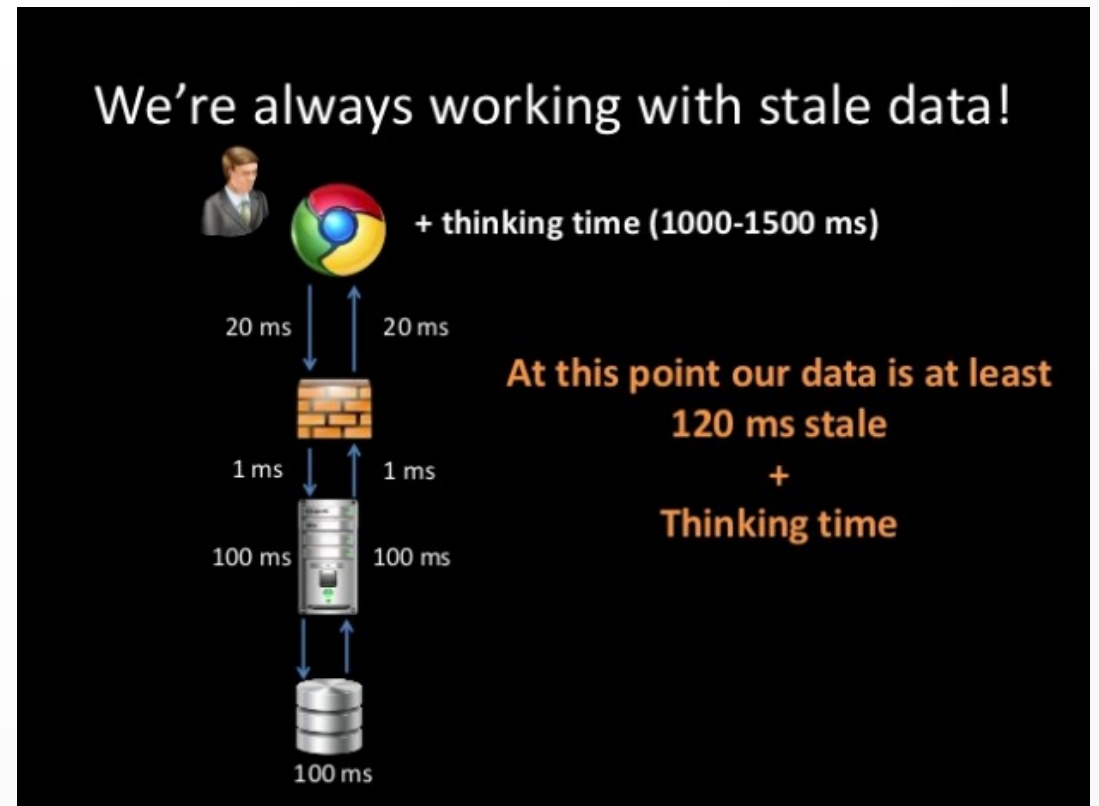 We’re always working with stale data!
+ thinking time (1000-1500 ms)
20 ms
20 ms
At this point our data is at least
120 ms stale
+
Thinking time
1 ms
1 ms
100 ms
100 ms
100 ms